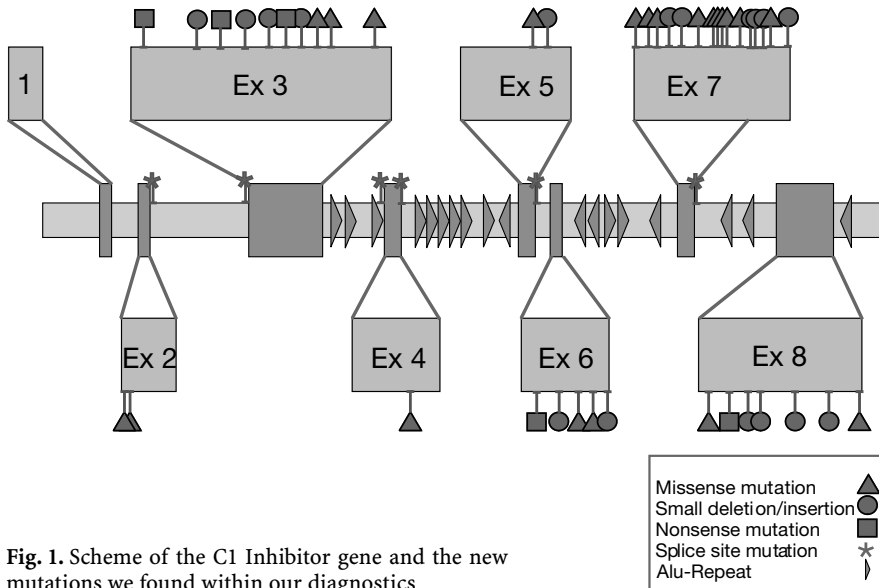 1
Ex 3
Ex 5
Ex 7
Ex 2
Ex 4
Ex 6
Ex 8
Missense mutation
Small deletion/insertion
Nonsense mutation
Splice site mutation
Alu-Repeat
Fig. 1. Scheme of the C1 Inhibitor gene and the new
mutations we found within our diagnostics